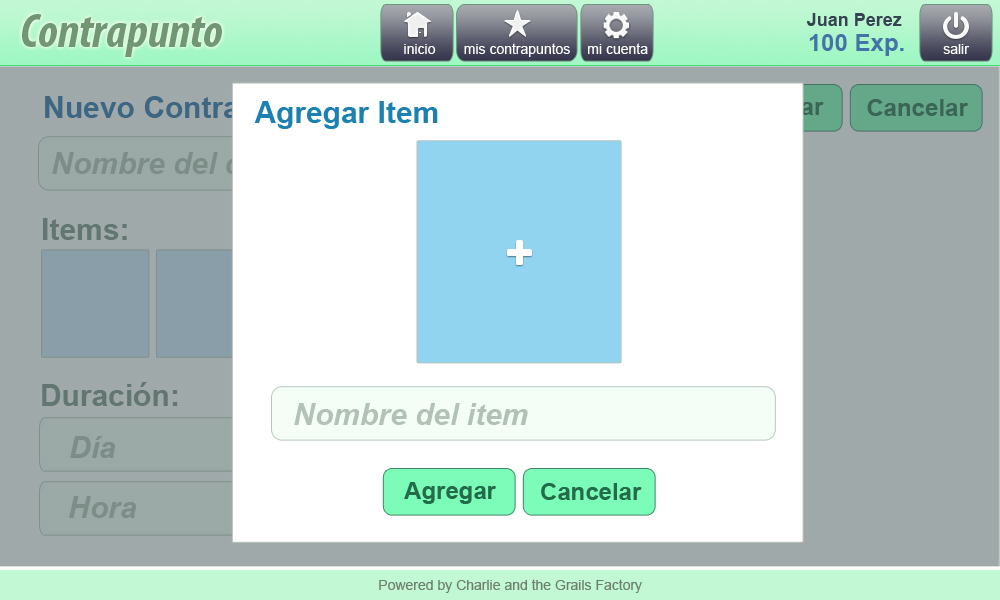 Contrapunto
inicio
mis contrapuntos
mi cuenta
Juan Perez
100 Exp.
salir
Nuevo Contra
ar
Cancelar
Nombre del
Items:
Duración:
Día
Hora
Agregar Item
Nombre del item
Agregar
Cancelar
Powered by Charlie and the Grails Factory